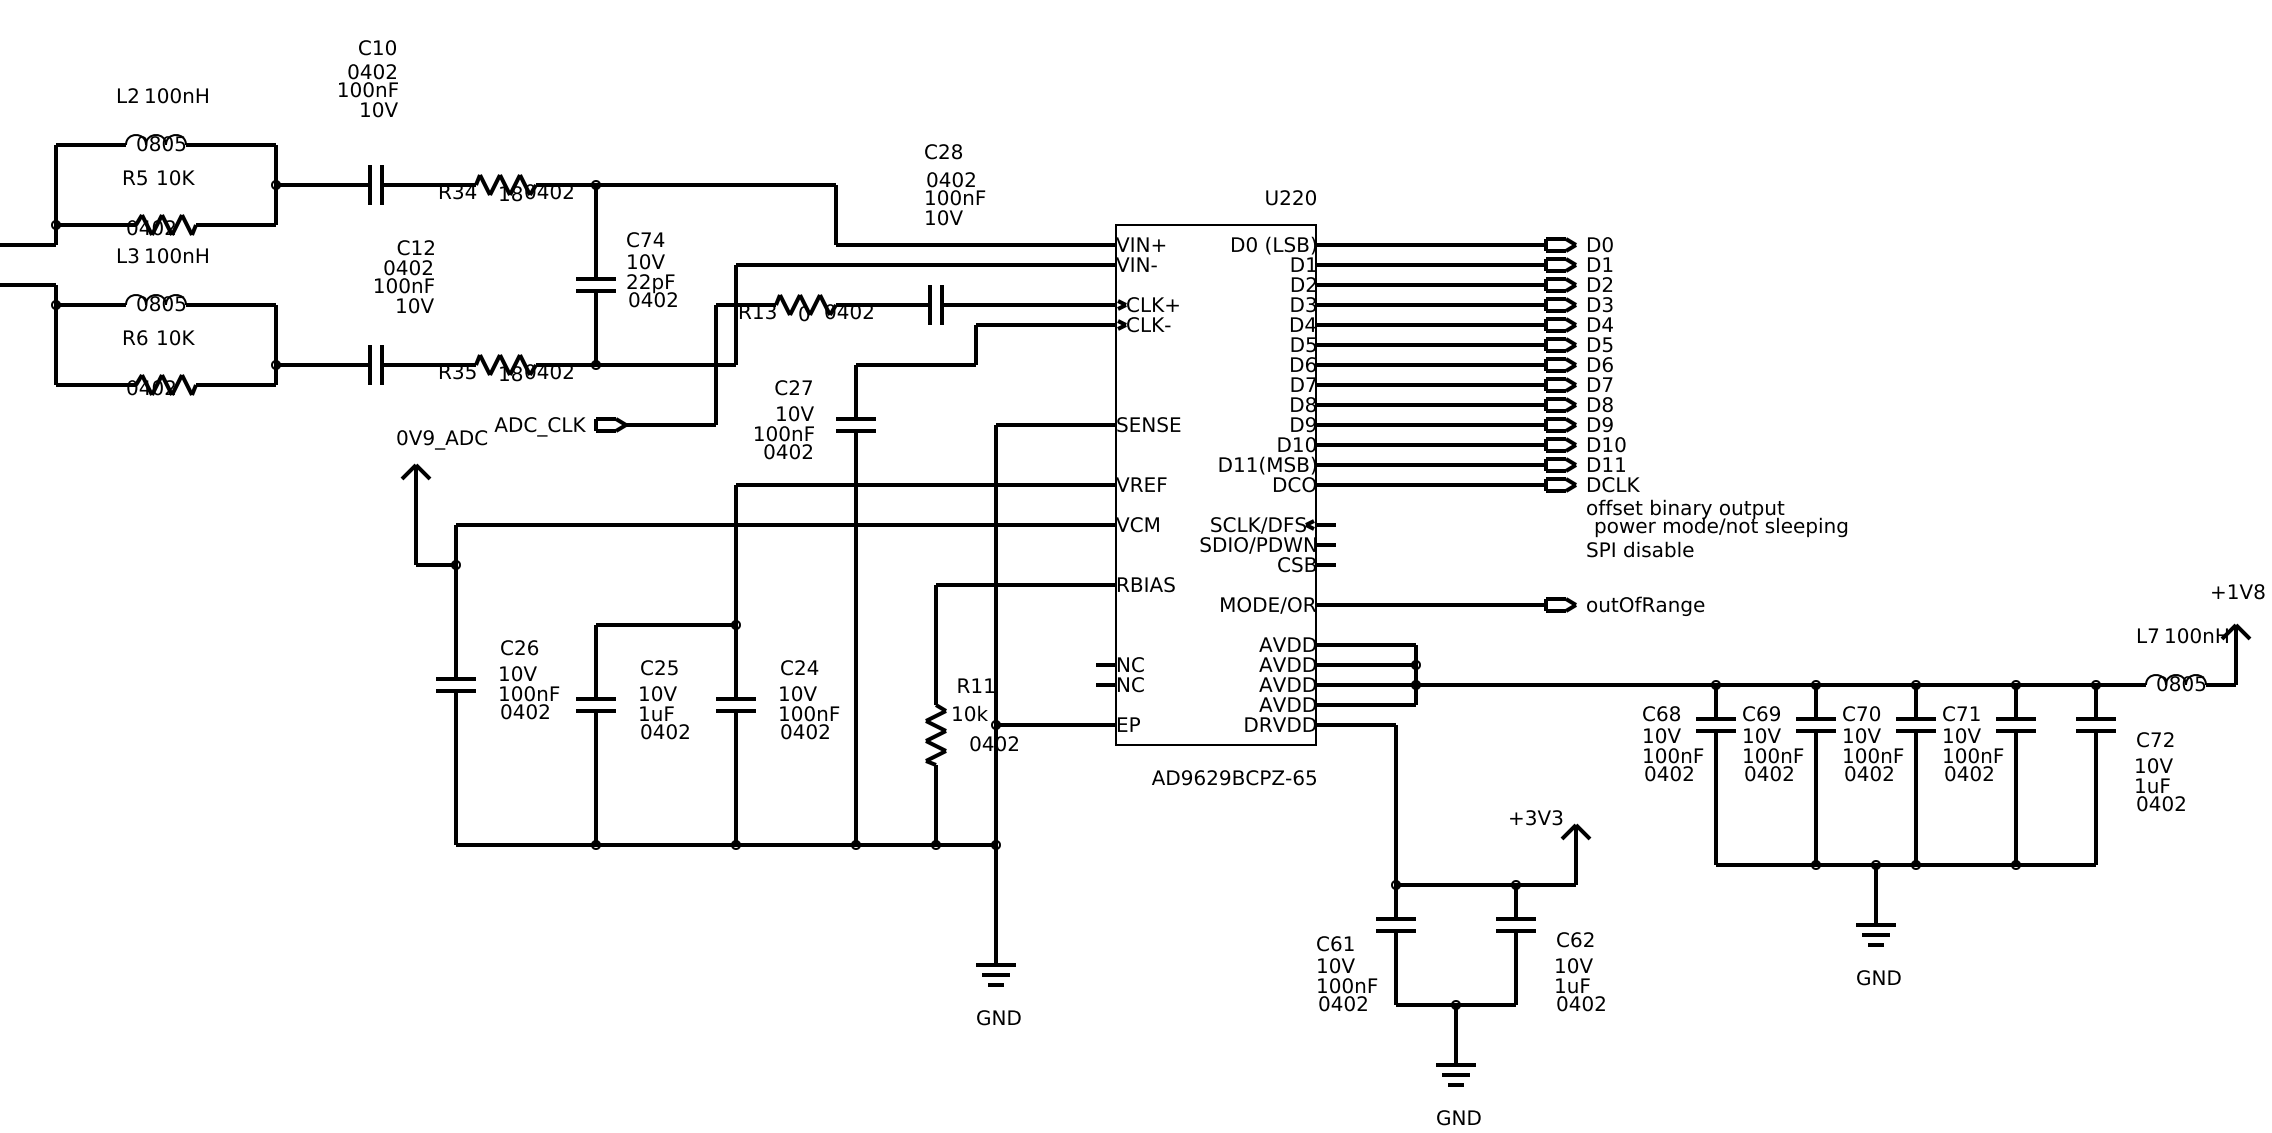 C10
0402
100nF
10V
L2 100nH
0805
R5 10K
0402
L3 100nH
0805
R6 10K
0402
R34 18 0402
C12
0402
100nF
10V
R35 18 0402
C74
10V
22pF
0402
C28
0402
100nF
10V
R13 0 0402
ADC_CLK
0V9_ADC
C27
10V
100nF
0402
C26
10V
100nF
0402
C25
10V
1uF
0402
C24
10V
100nF
0402
R11
10k
0402
GND
U220
VIN+
VIN-
CLK+
CLK-
SENSE
VREF
VCM
RBIAS
NC
NC
EP
D0 (LSB)
D1
D2
D3
D4
D5
D6
D7
D8
D9
D10
D11(MSB)
DCO
SCLK/DFS
SDIO/PDWN
CSB
MODE/OR
AVDD
AVDD
AVDD
AVDD
DRVDD
AD9629BCPZ-65
D0
D1
D2
D3
D4
D5
D6
D7
D8
D9
D10
D11
DCLK
offset binary output
power mode/not sleeping
SPI disable
outOfRange
+1V8
L7 100nH
0805
C68
10V
100nF
0402
C69
10V
100nF
0402
C70
10V
100nF
0402
C71
10V
100nF
0402
C72
10V
1uF
0402
GND
+3V3
C61
10V
100nF
0402
C62
10V
1uF
0402
GND